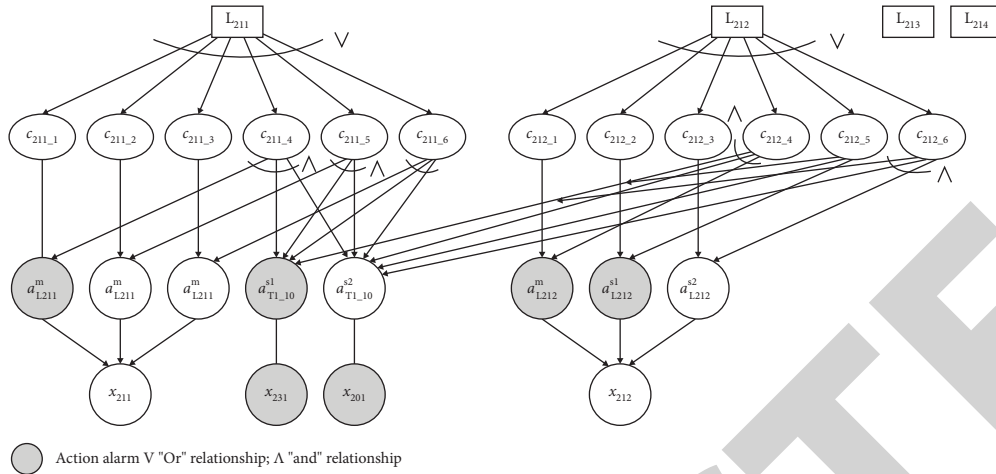 L211 V L212 V L213 L214
c211_1 c211_2 c211_3 c211_4 c211_5 c211_6 c212_1 c212_2 c212_3 Λ c212_4 c212_5 c212_6
Λ Λ Λ
a^m_L211 a^m_L211 a^m_L211 a^s1_T1_10 a^s2_T1_10 a^m_L212 a^s1_L212 a^s2_L212
x211 x231 x201 x212
Action alarm V "Or" relationship; Λ "and" relationship